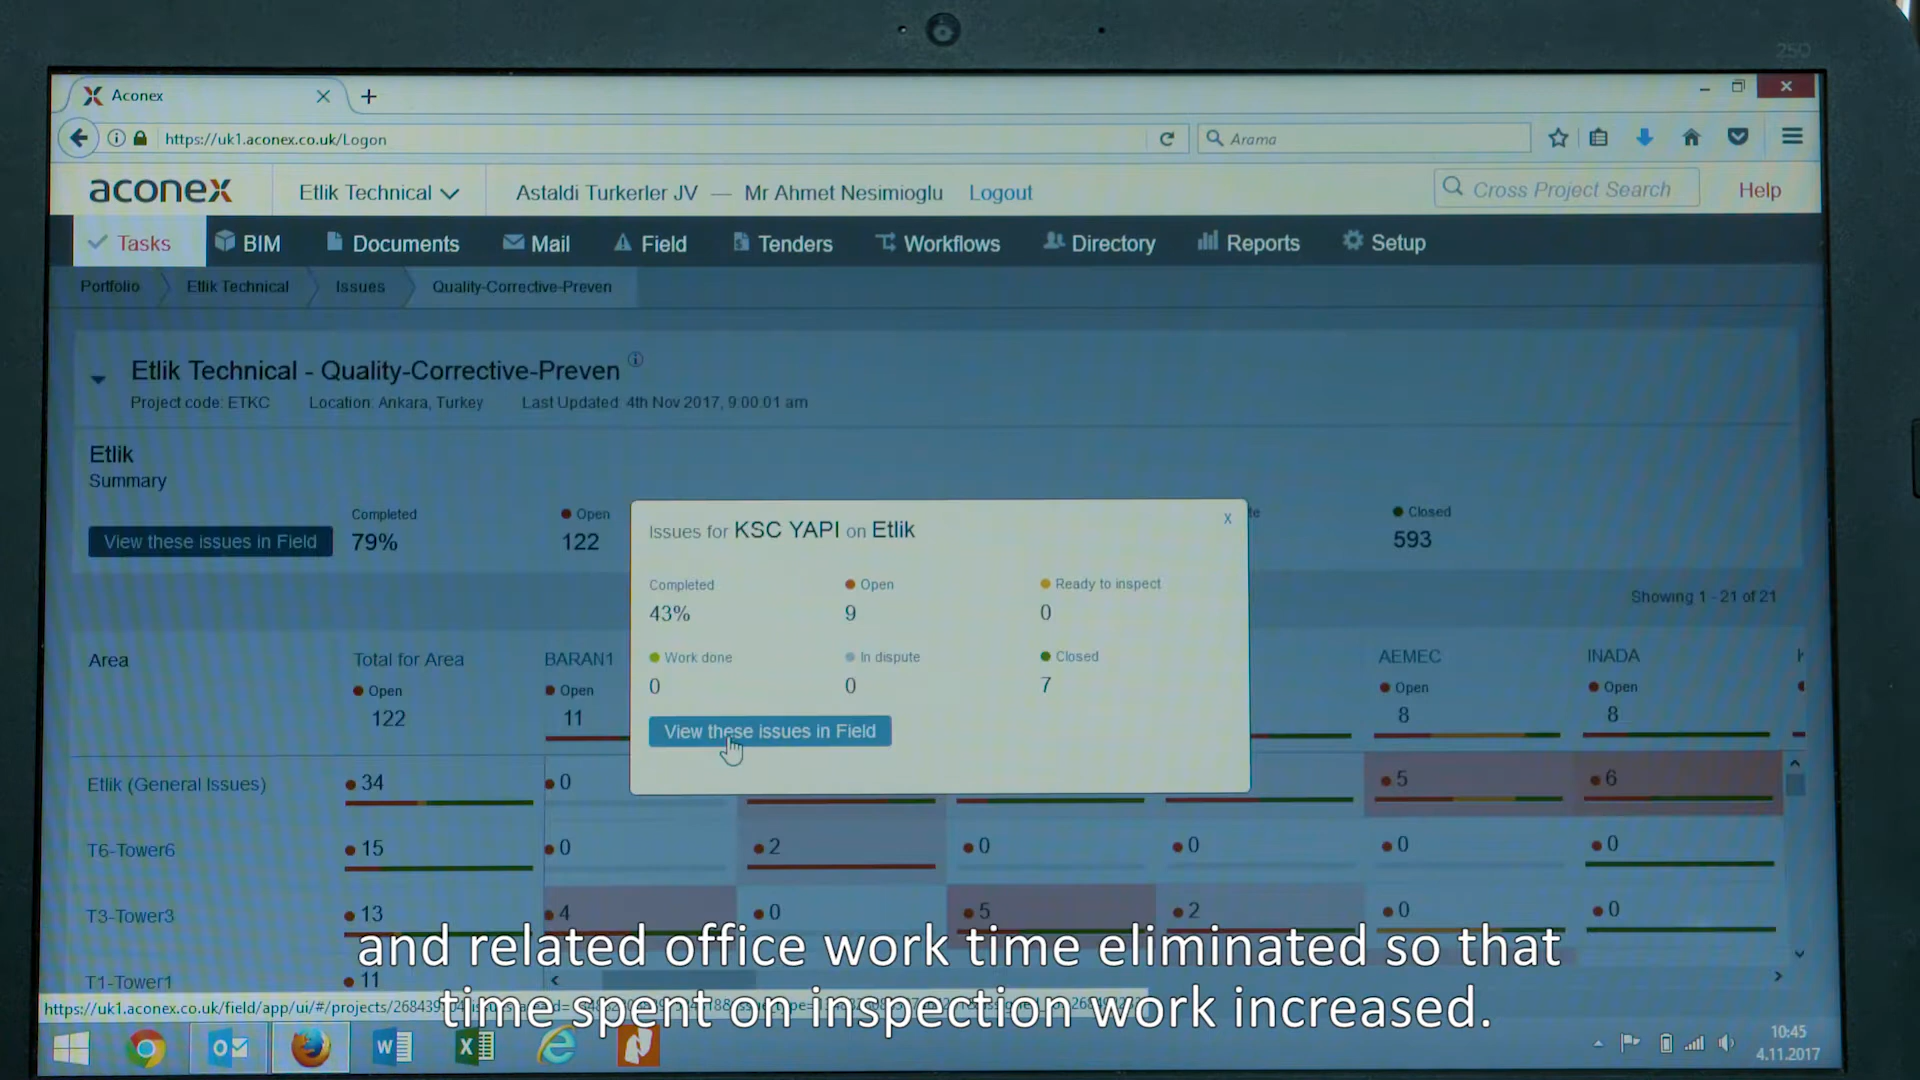 250
Aconex
https://uk1.aconex.co.uk/Logon
Arama
aconex
Etlik Technical
Astaldi Turkerler JV — Mr Ahmet Nesimioglu
Logout
Cross Project Search
Help
Tasks
BIM
Documents
Mail
Field
Tenders
Workflows
Directory
Reports
Setup
Portfolio
Etlik Technical
Issues
Quality-Corrective-Preven
Etlik Technical - Quality-Corrective-Preven
Project code: ETKC
Location: Ankara, Turkey
Last Updated: 4th Nov 2017, 9:00:01 am
Etlik
Summary
View these issues in Field
Completed
79%
Open
122
Closed
593
Issues for KSC YAPI on Etlik
X
Completed
43%
Open
9
Ready to inspect
0
Work done
0
In dispute
0
Closed
7
View these issues in Field
Showing 1 - 21 of 21
Area
Total for Area
Open
122
BARAN1
Open
11
AEMEC
Open
8
INADA
Open
8
Etlik (General Issues) 34 0 5 6
T6-Tower6 15 0 2 0 0 0 0
T3-Tower3 13 4 0 5 2 0 0
T1-Tower1 11
and related office work time eliminated so that
time spent on inspection work increased.
10:45
4.11.2017